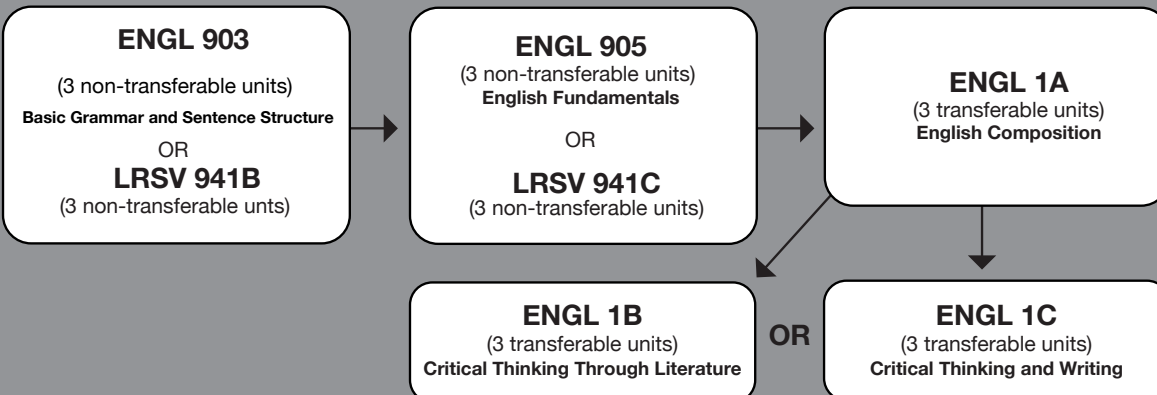 ENGL 903
(3 non-transferable units)
Basic Grammar and Sentence Structure
OR
LRSV 941B
(3 non-transferable unts)
ENGL 905
(3 non-transferable units)
English Fundamentals
OR
LRSV 941C
(3 non-transferable units)
ENGL 1A
(3 transferable units)
English Composition
ENGL 1B
(3 transferable units)
Critical Thinking Through Literature
OR
ENGL 1C
(3 transferable units)
Critical Thinking and Writing